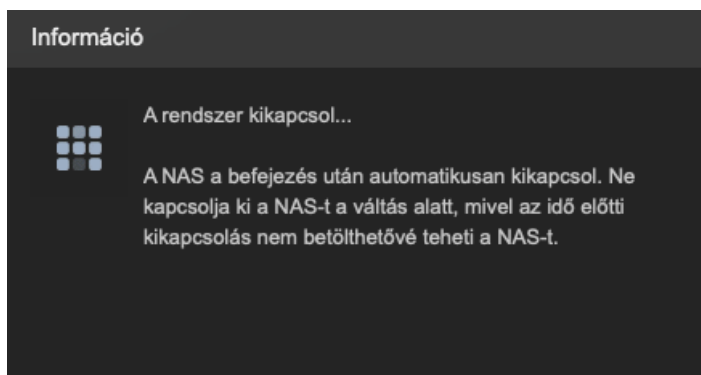 Információ
A rendszer kikapcsol...
A NAS a befejezés után automatikusan kikapcsol. Ne
kapcsolja ki a NAS-t a váltás alatt, mivel az idő előtti
kikapcsolás nem betölthetővé teheti a NAS-t.